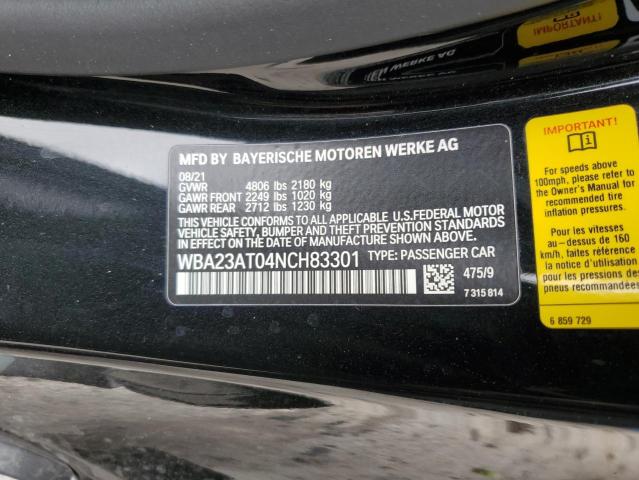 IMPORTANT!
MFD BY BAYERISCHE MOTOREN WERKE AG
08/21
GVWR 4806 lbs 2180 kg
GAWR FRONT 2249 lbs 1020 kg
GAWR REAR 2712 lbs 1230 kg
THIS VEHICLE CONFORMS TO ALL APPLICABLE U.S.FEDERAL MOTOR
VEHICLE SAFETY, BUMPER, AND THEFT PREVENTION STANDARDS
IN EFFECT ON THE DATE OF MANUFACTURE SHOWN ABOVE.
WBA23AT04NCH83301 TYPE: PASSENGER CAR
475/9
7 315 814
IMPORTANT!
For speeds above
100mph, please refer to
the Owner's Manual for
recommended tire
inflation pressures.
Pour les vitesses
au-dessus de 160
km/h, faites référence
la notice d'utilisation
pour les pressions de
pneus recommandées
6 859 729